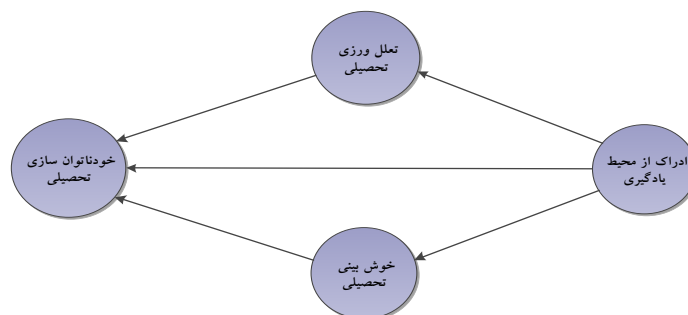 تعلل ورزی
تحصیلی
ادراک از محیط
یادگیری
خودناتوان سازی
تحصیلی
خوش بینی
تحصیلی